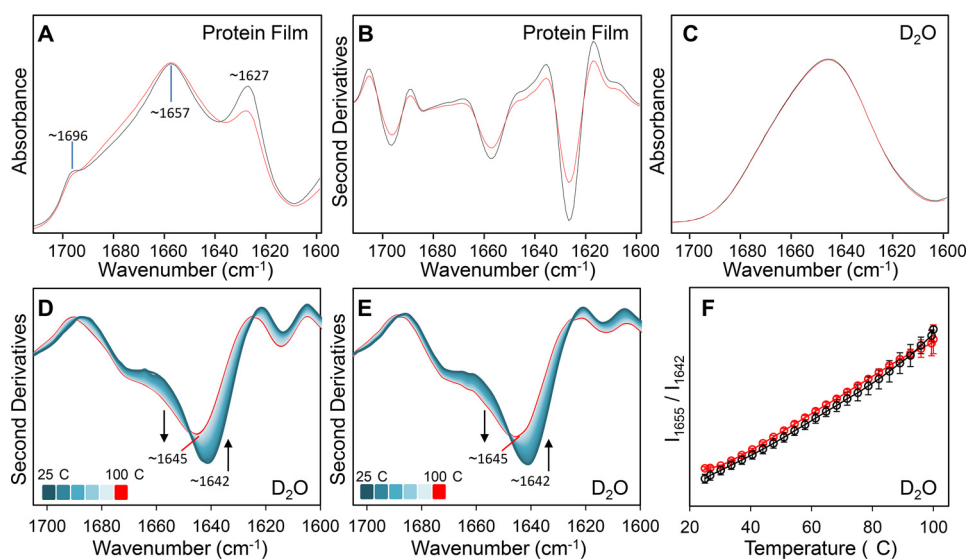 A
Protein Film
~1696
~1657
~1627
Absorbance
1700 1680 1660 1640 1620 1600
Wavenumber (cm-1)
B
Protein Film
Second Derivatives
1700 1680 1660 1640 1620 1600
Wavenumber (cm-1)
C
D2O
Absorbance
1700 1680 1660 1640 1620 1600
Wavenumber (cm-1)
D
~1645
~1642
25 C 100 C
D2O
Second Derivatives
1700 1680 1660 1640 1620 1600
Wavenumber (cm-1)
E
~1645
~1642
25 C 100 C
D2O
Second Derivatives
1700 1680 1660 1640 1620 1600
Wavenumber (cm-1)
F
I1655 / I1642
D2O
20 40 60 80 100
Temperature ( C)